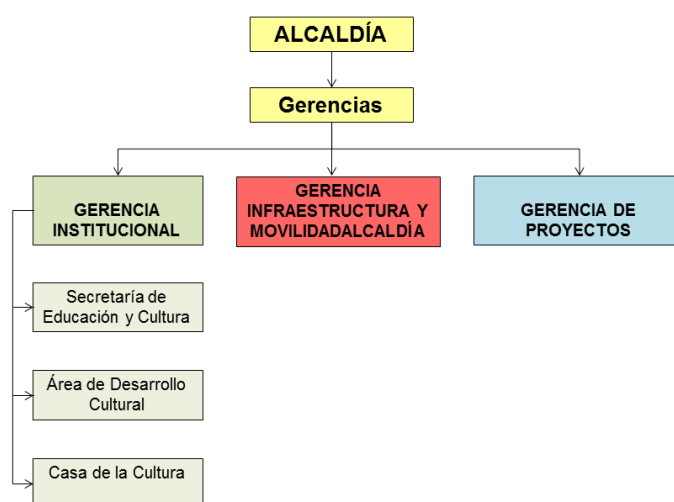 ALCALDÍA
Gerencias
GERENCIA
INSTITUCIONAL
GERENCIA
INFRAESTRUCTURA Y
MOVILIDADALCALDÍA
GERENCIA DE
PROYECTOS
Secretaría de
Educación y Cultura
Área de Desarrollo
Cultural
Casa de la Cultura